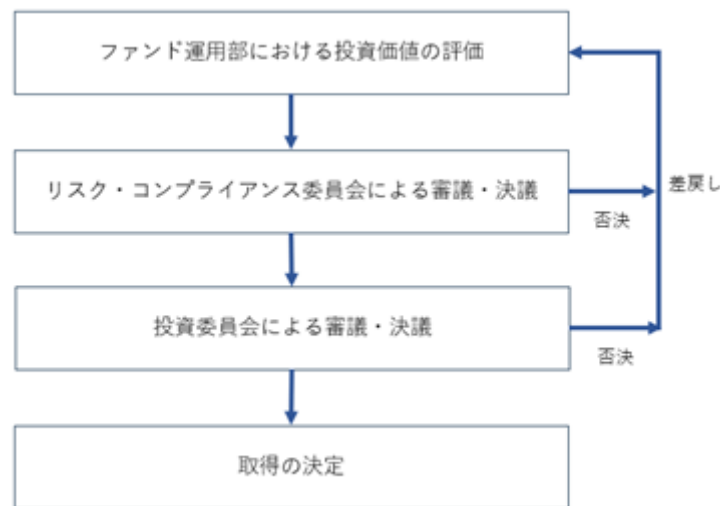 ファンド運用部における投資価値の評価
リスク・コンプライアンス委員会による審議・決議
差戻し
否決
投資委員会による審議・決議
否決
取得の決定